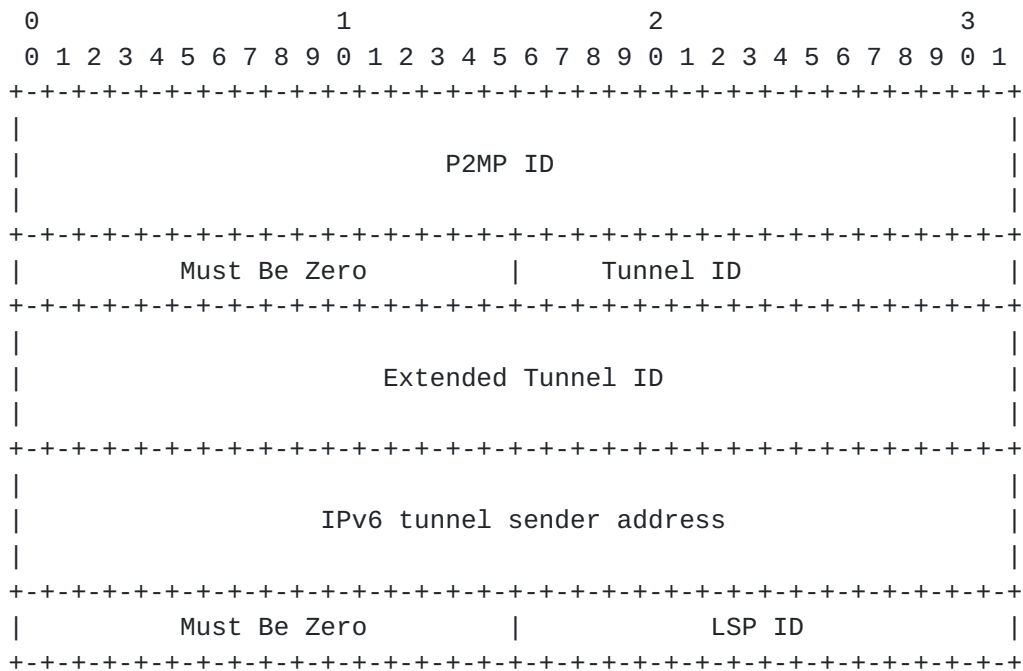 0                   1                   2                   3
 0 1 2 3 4 5 6 7 8 9 0 1 2 3 4 5 6 7 8 9 0 1 2 3 4 5 6 7 8 9 0 1
+-+-+-+-+-+-+-+-+-+-+-+-+-+-+-+-+-+-+-+-+-+-+-+-+-+-+-+-+-+-+-+-+
|                                                               |
|                           P2MP ID                             |
|                                                               |
+-+-+-+-+-+-+-+-+-+-+-+-+-+-+-+-+-+-+-+-+-+-+-+-+-+-+-+-+-+-+-+-+
|          Must Be Zero         |     Tunnel ID                 |
+-+-+-+-+-+-+-+-+-+-+-+-+-+-+-+-+-+-+-+-+-+-+-+-+-+-+-+-+-+-+-+-+
|                                                               |
|                       Extended Tunnel ID                      |
|                                                               |
+-+-+-+-+-+-+-+-+-+-+-+-+-+-+-+-+-+-+-+-+-+-+-+-+-+-+-+-+-+-+-+-+
|                                                               |
|                   IPv6 tunnel sender address                  |
|                                                               |
+-+-+-+-+-+-+-+-+-+-+-+-+-+-+-+-+-+-+-+-+-+-+-+-+-+-+-+-+-+-+-+-+
|          Must Be Zero         |            LSP ID             |
+-+-+-+-+-+-+-+-+-+-+-+-+-+-+-+-+-+-+-+-+-+-+-+-+-+-+-+-+-+-+-+-+